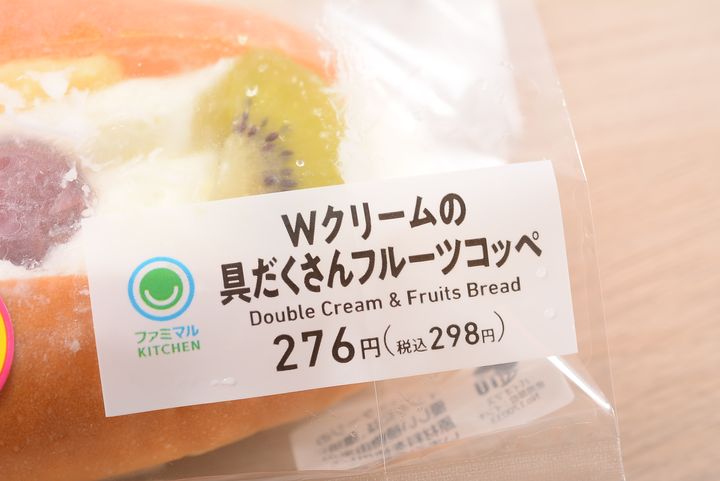 Wクリームの
具だくさんフルーツコッペ
Double Cream & Fruits Bread
276円(税込298円)
ファミマル
KITCHEN